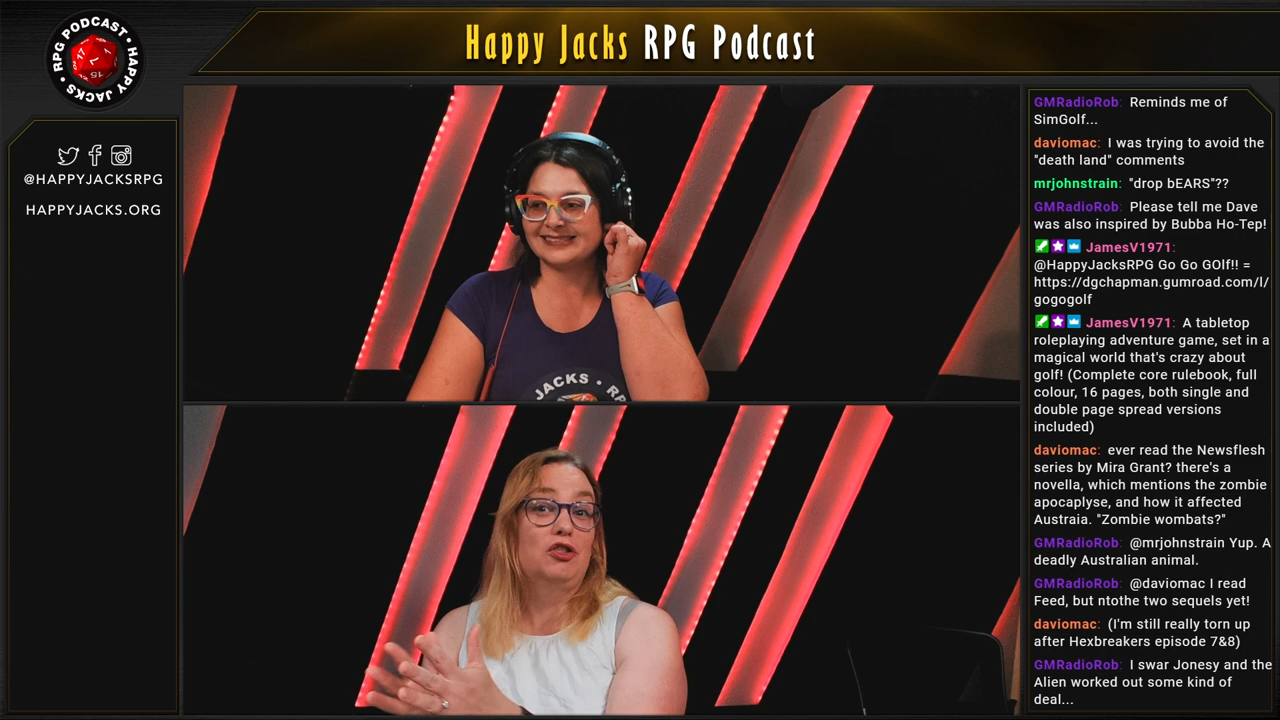 RPG PODCAST • HAPPY JACKS •
17
1
15
Happy Jacks RPG Podcast
@HAPPYJACKSRPG
HAPPYJACKS.ORG
JACKS • RP
GMRadioRob: Reminds me of
SimGolf...
daviomac: I was trying to avoid the
"death land" comments
mrjohnstrain: "drop bEARS"??
GMRadioRob: Please tell me Dave
was also inspired by Bubba Ho-Tep!
JamesV1971:
@HappyJacksRPG Go Go GOlf!! =
https://dgchapman.gumroad.com/l/
gogogolf
JamesV1971: A tabletop
roleplaying adventure game, set in a
magical world that's crazy about
golf! (Complete core rulebook, full
colour, 16 pages, both single and
double page spread versions
included)
daviomac: ever read the Newsflesh
series by Mira Grant? there's a
novella, which mentions the zombie
apocaplyse, and how it affected
Austraia. "Zombie wombats?"
GMRadioRob: @mrjohnstrain Yup. A
deadly Australian animal.
GMRadioRob: @daviomac I read
Feed, but ntothe two sequels yet!
daviomac: (I'm still really torn up
after Hexbreakers episode 7&8)
GMRadioRob: I swar Jonesy and the
Alien worked out some kind of
deal...